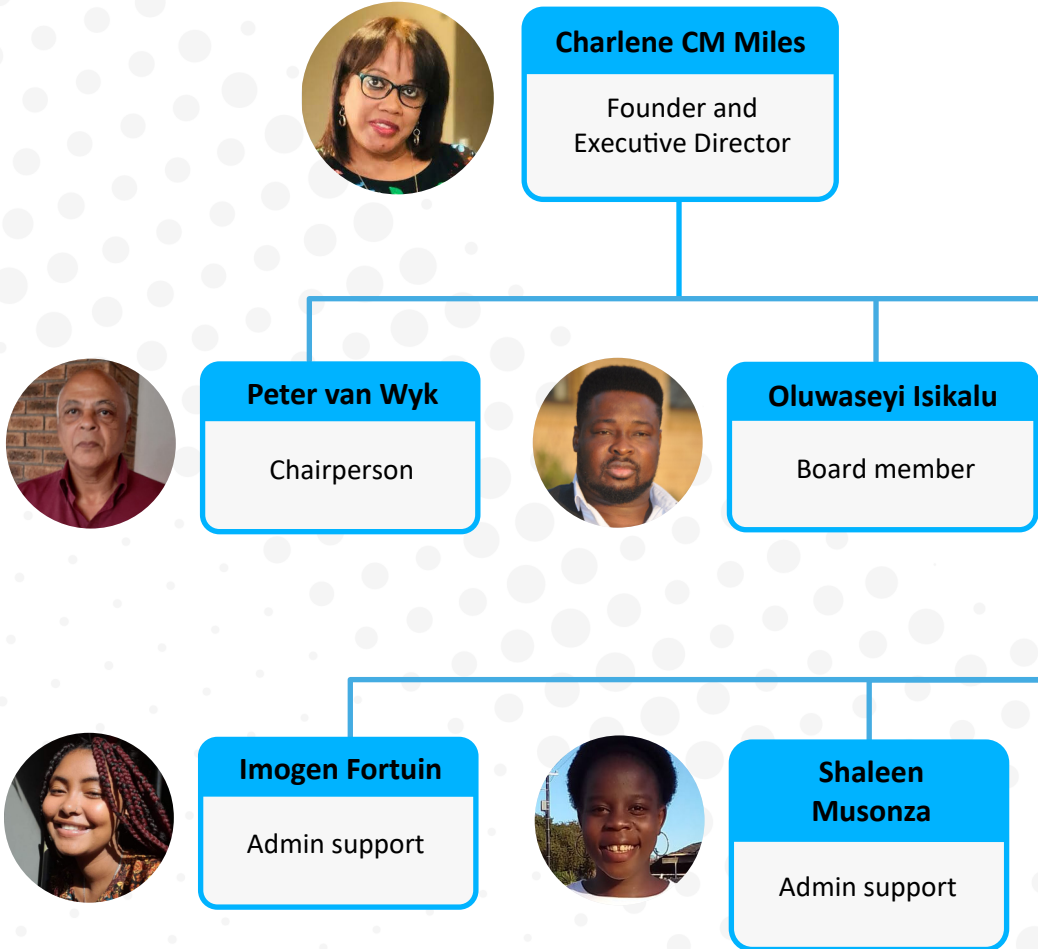 Charlene CM Miles
Founder and
Executive Director
Peter van Wyk
Chairperson
Oluwaseyi Isikalu
Board member
Imogen Fortuin
Admin support
Shaleen
Musonza
Admin support